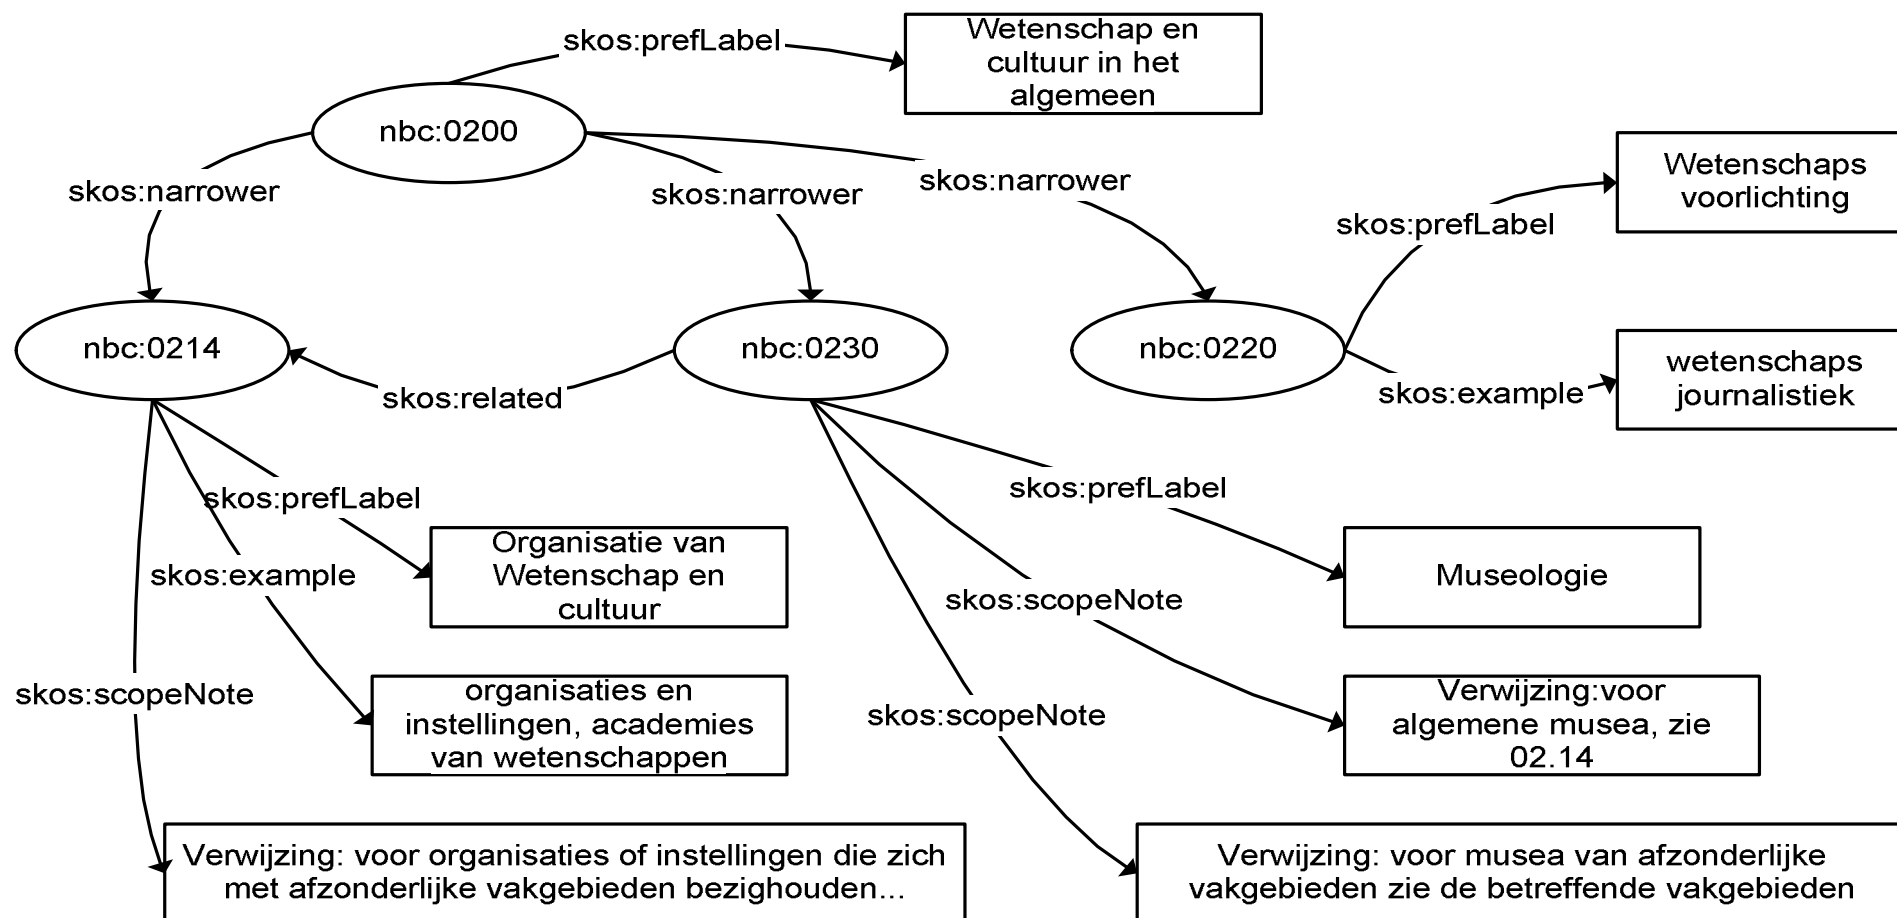 skos:prefLabel
Wetenschap en
cultuur in het
algemeen
nbc:0200
skos:narrower
skos:narrower
skos:narrower
Wetenschaps
voorlichting
skos:prefLabel
nbc:0214
nbc:0230
nbc:0220
skos:related
skos:example
wetenschaps
journalistiek
skos:prefLabel
skos:prefLabel
Organisatie van
Wetenschap en
cultuur
skos:example
Museologie
skos:scopeNote
skos:scopeNote
organisaties en
instellingen, academies
van wetenschappen
skos:scopeNote
Verwijzing:voor
algemene musea, zie
02.14
Verwijzing: voor organisaties of instellingen die zich
met afzonderlijke vakgebieden bezighouden...
Verwijzing: voor musea van afzonderlijke
vakgebieden zie de betreffende vakgebieden